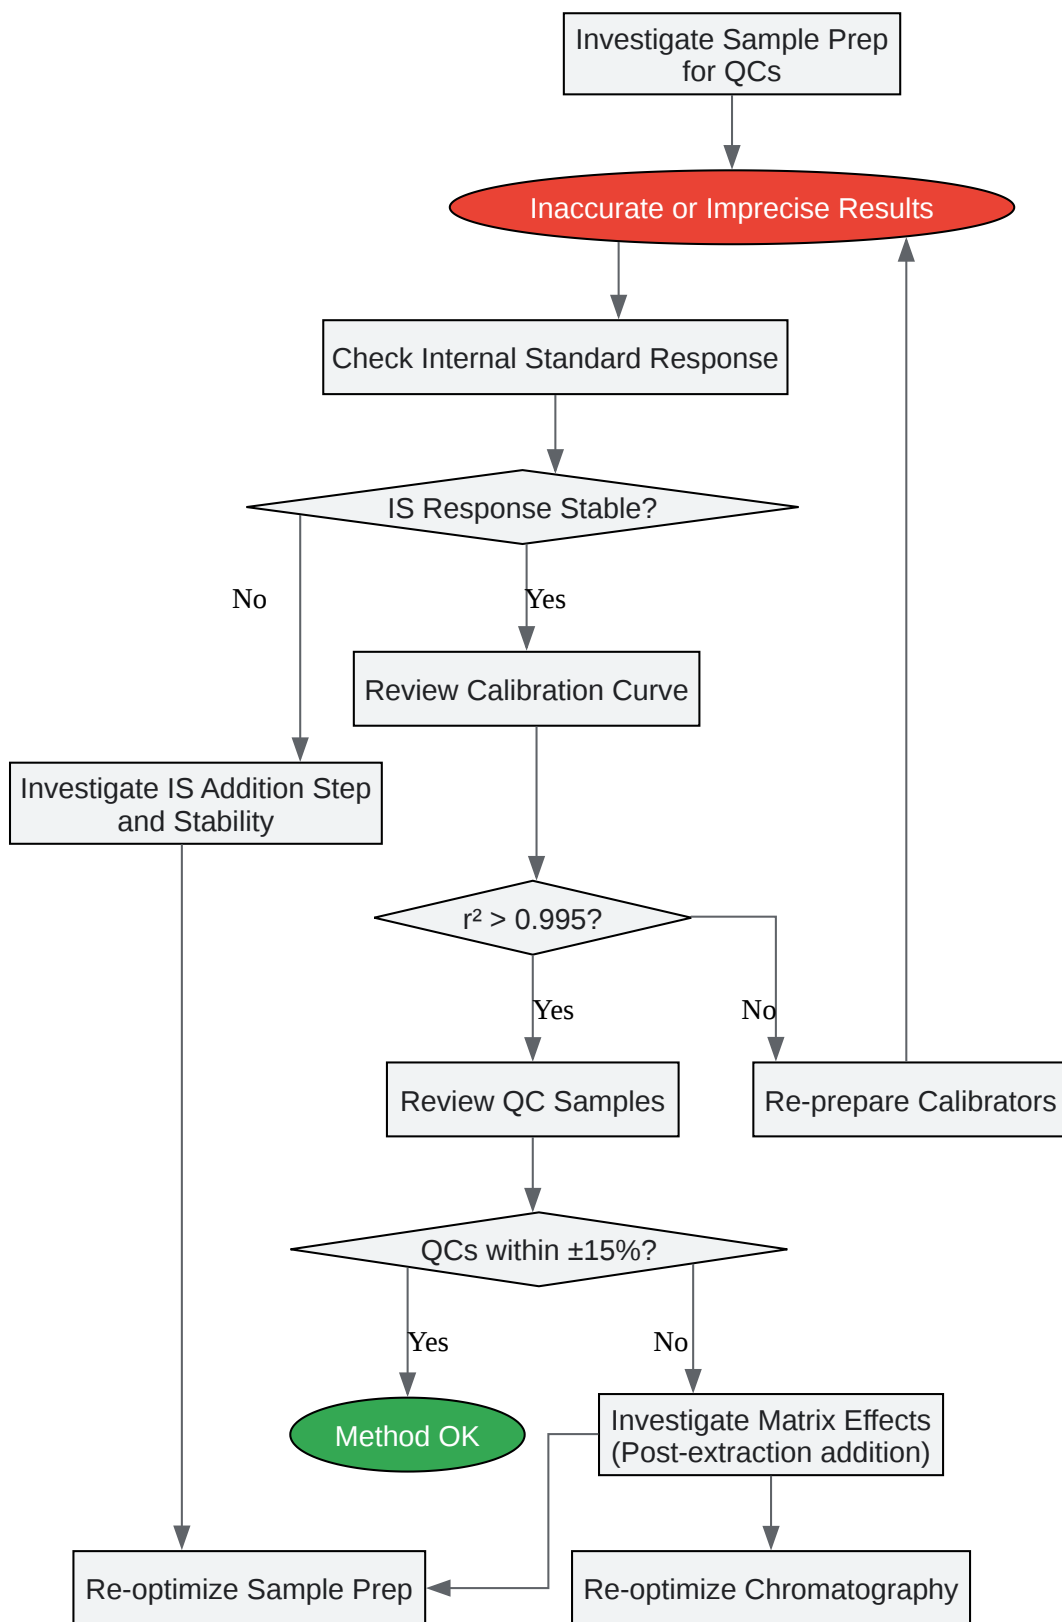 Investigate Sample Prep
for QCs
Inaccurate or Imprecise Results
Check Internal Standard Response
IS Response Stable?
No
Yes
Review Calibration Curve
Investigate IS Addition Step
and Stability
r² > 0.995?
Yes
No
Review QC Samples
Re-prepare Calibrators
QCs within ±15%?
Yes
No
Method OK
Investigate Matrix Effects
(Post-extraction addition)
Re-optimize Sample Prep
Re-optimize Chromatography